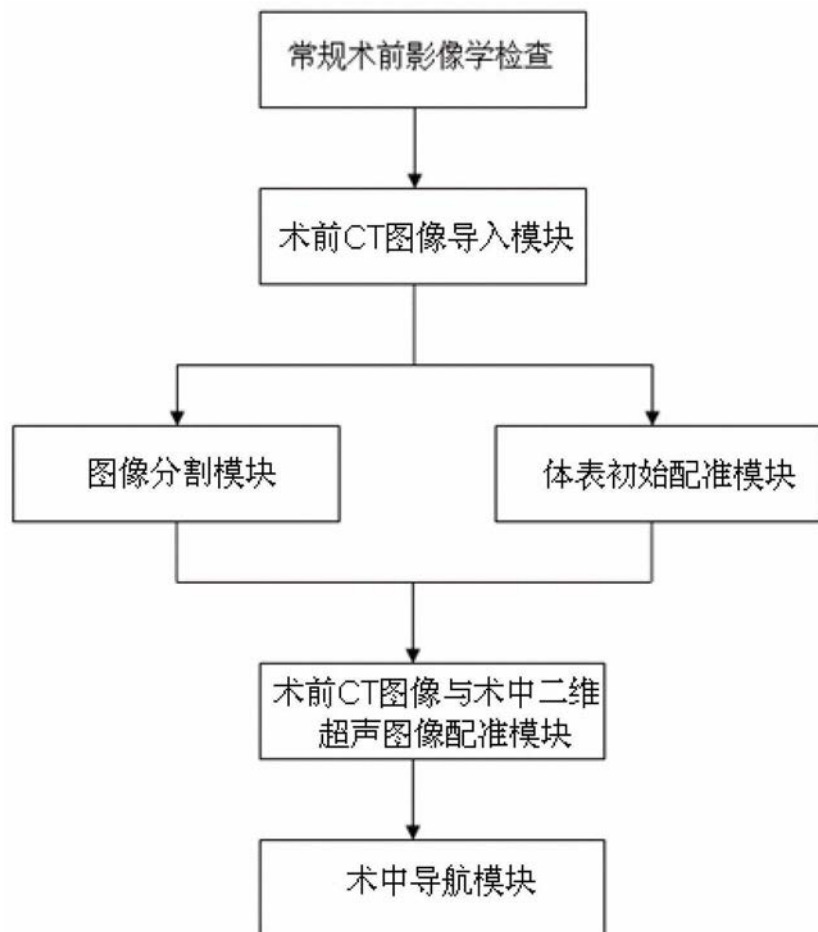 常规术前影像学检查
术前CT图像导入模块
图像分割模块
体表初始配准模块
术前CT图像与术中二维
超声图像配准模块
术中导航模块